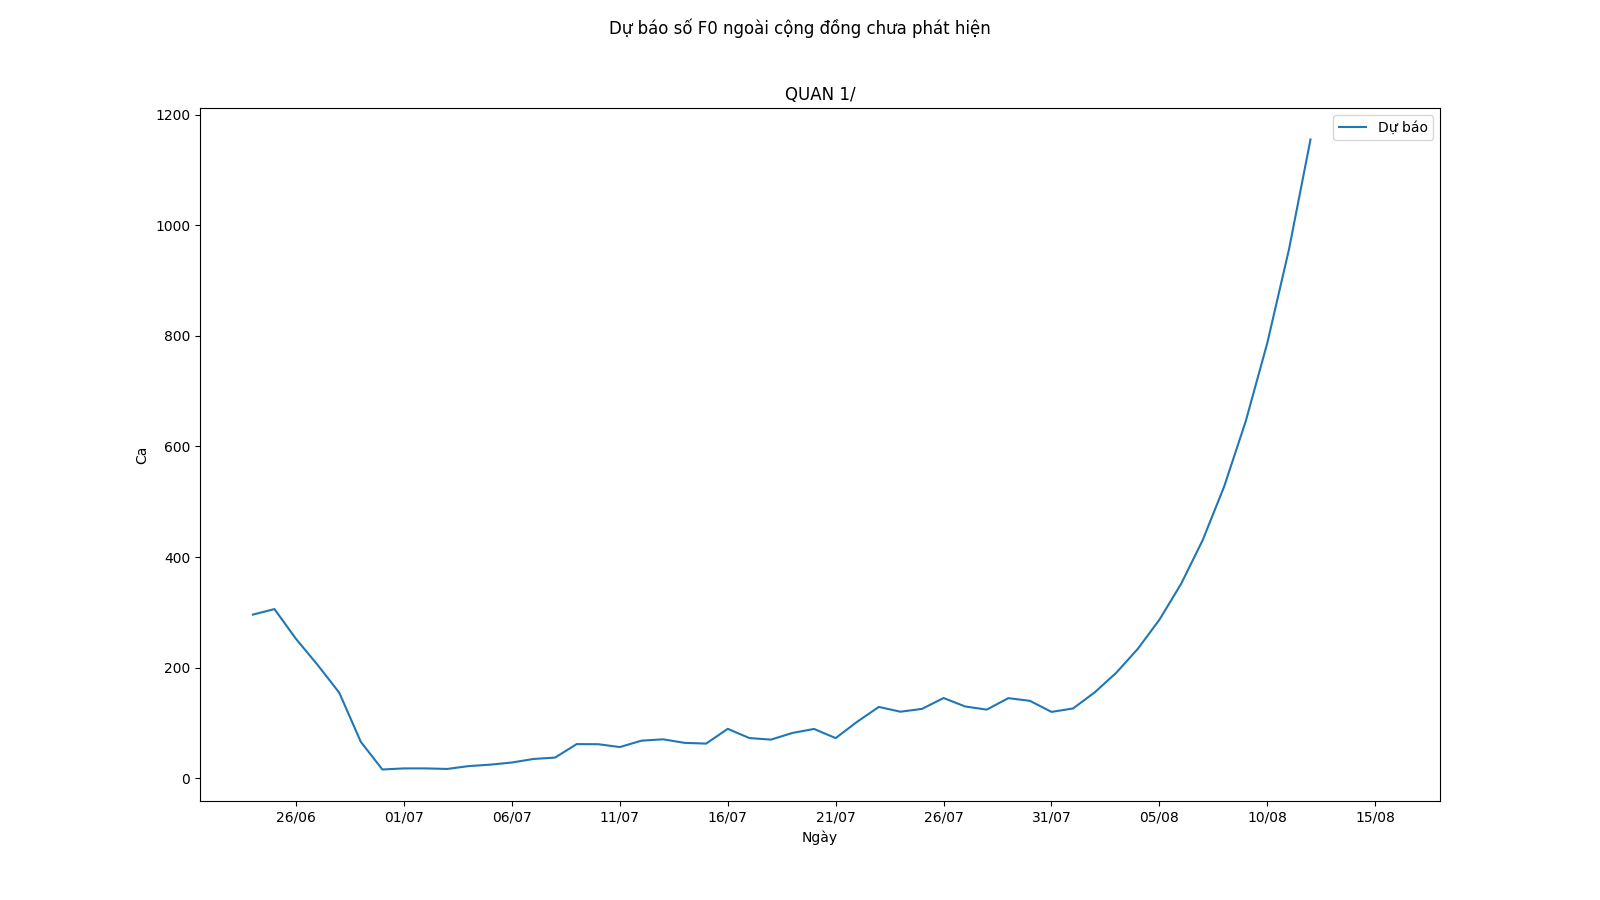 Dự báo số F0 ngoài cộng đồng chưa phát hiện
QUAN 1/
Dự báo
1200
1000
800
600
400
200
0
Ca
26/06 01/07 06/07 11/07 16/07 21/07 26/07 31/07 05/08 10/08 15/08
Ngày